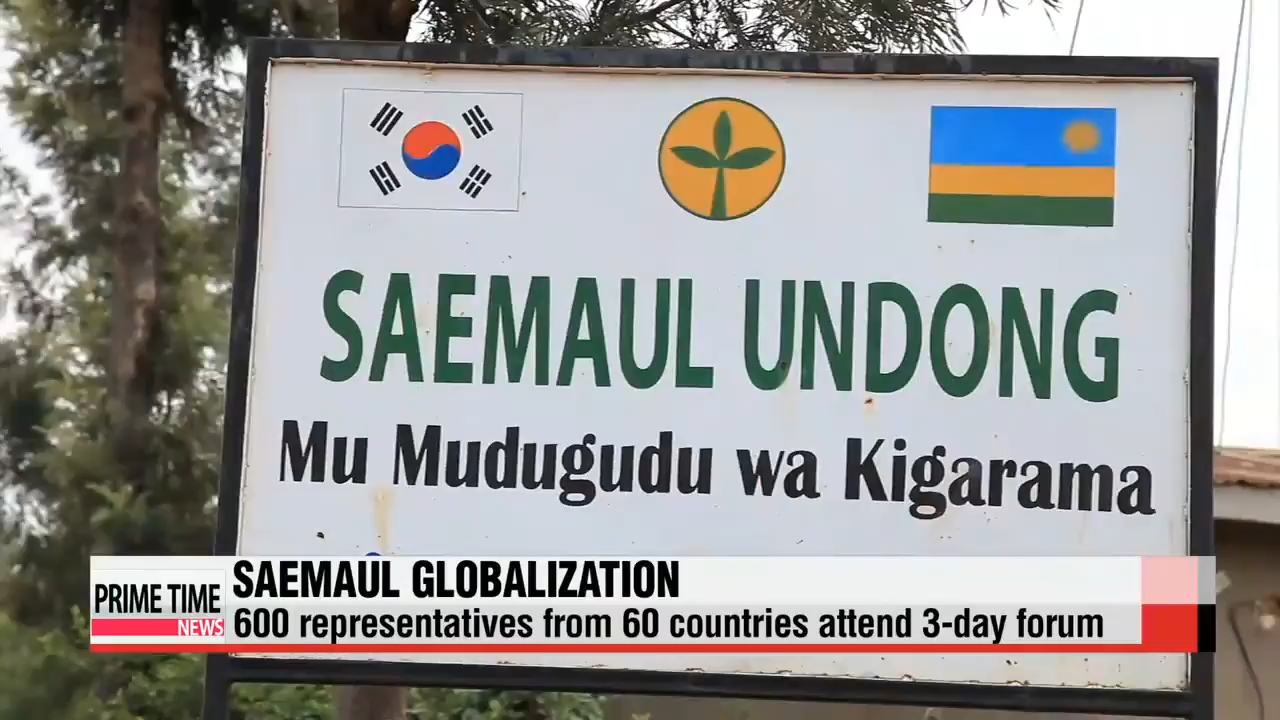 SAEMAUL UNDONG
Mu Mudugudu wa Kigarama
PRIME TIME
NEWS
SAEMAUL GLOBALIZATION
600 representatives from 60 countries attend 3-day forum